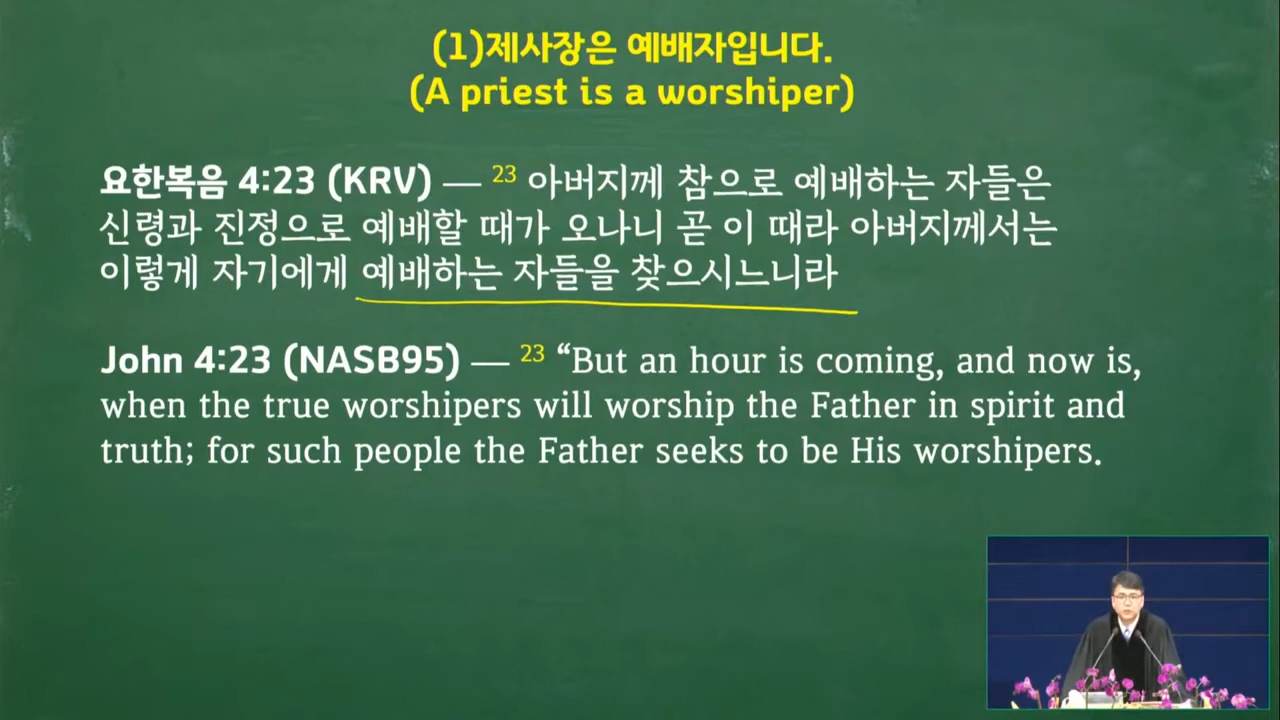 (1)제사장은 예배자입니다.
(A priest is a worshiper)
요한복음 4:23 (KRV) — 23 아버지께 참으로 예배하는 자들은
신령과 진정으로 예배할 때가 오나니 곧 이 때라 아버지께서는
이렇게 자기에게 예배하는 자들을 찾으시느니라
John 4:23 (NASB95) — 23 “But an hour is coming, and now is,
when the true worshipers will worship the Father in spirit and
truth; for such people the Father seeks to be His worshipers.